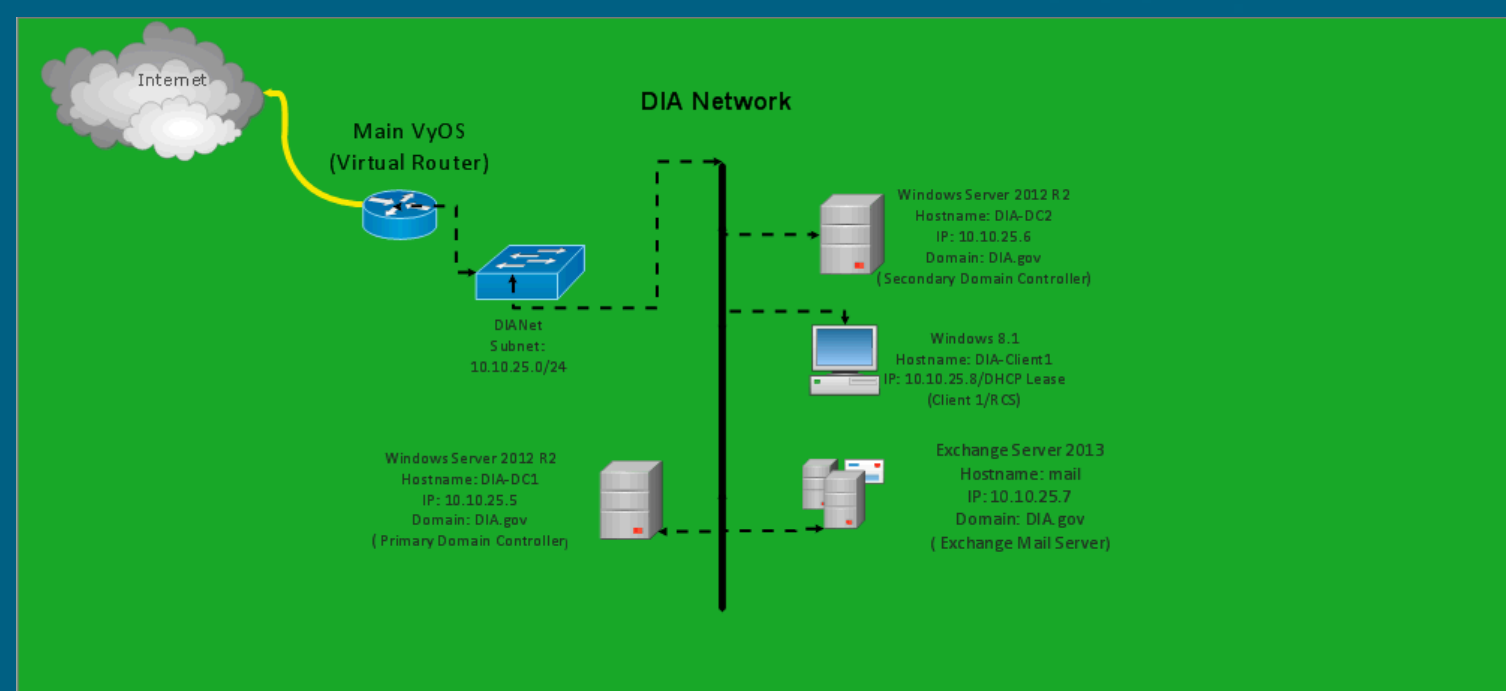 Internet
DIA Network
Main VyOS
(Virtual Router)
Windows Server 2012 R2
Hostname: DIA-DC2
IP: 10.10.25.6
Domain: DIA.gov
( Secondary Domain Controller)
DIANet
Subnet:
10.10.25.0/24
Windows 8.1
Hostname: DIA-Client1
IP: 10.10.25.8/DHCP Lease
(Client 1/RCS)
Windows Server 2012 R2
Hostname: DIA-DC1
IP: 10.10.25.5
Domain: DIA.gov
( Primary Domain Controller)
Exchange Server 2013
Hostname: mail
IP: 10.10.25.7
Domain: DIA.gov
( Exchange Mail Server)